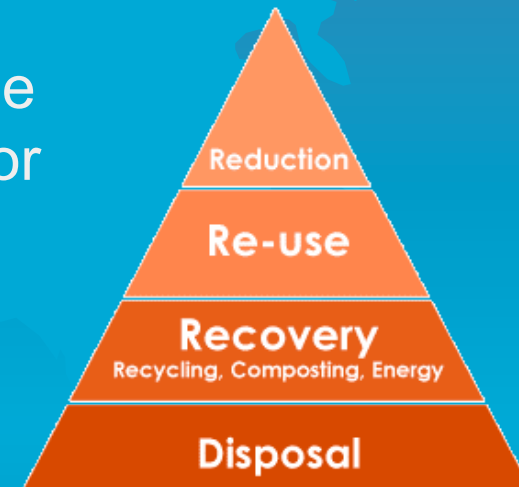 Reduction
Re-use
Recovery
Recycling, Composting, Energy
Disposal